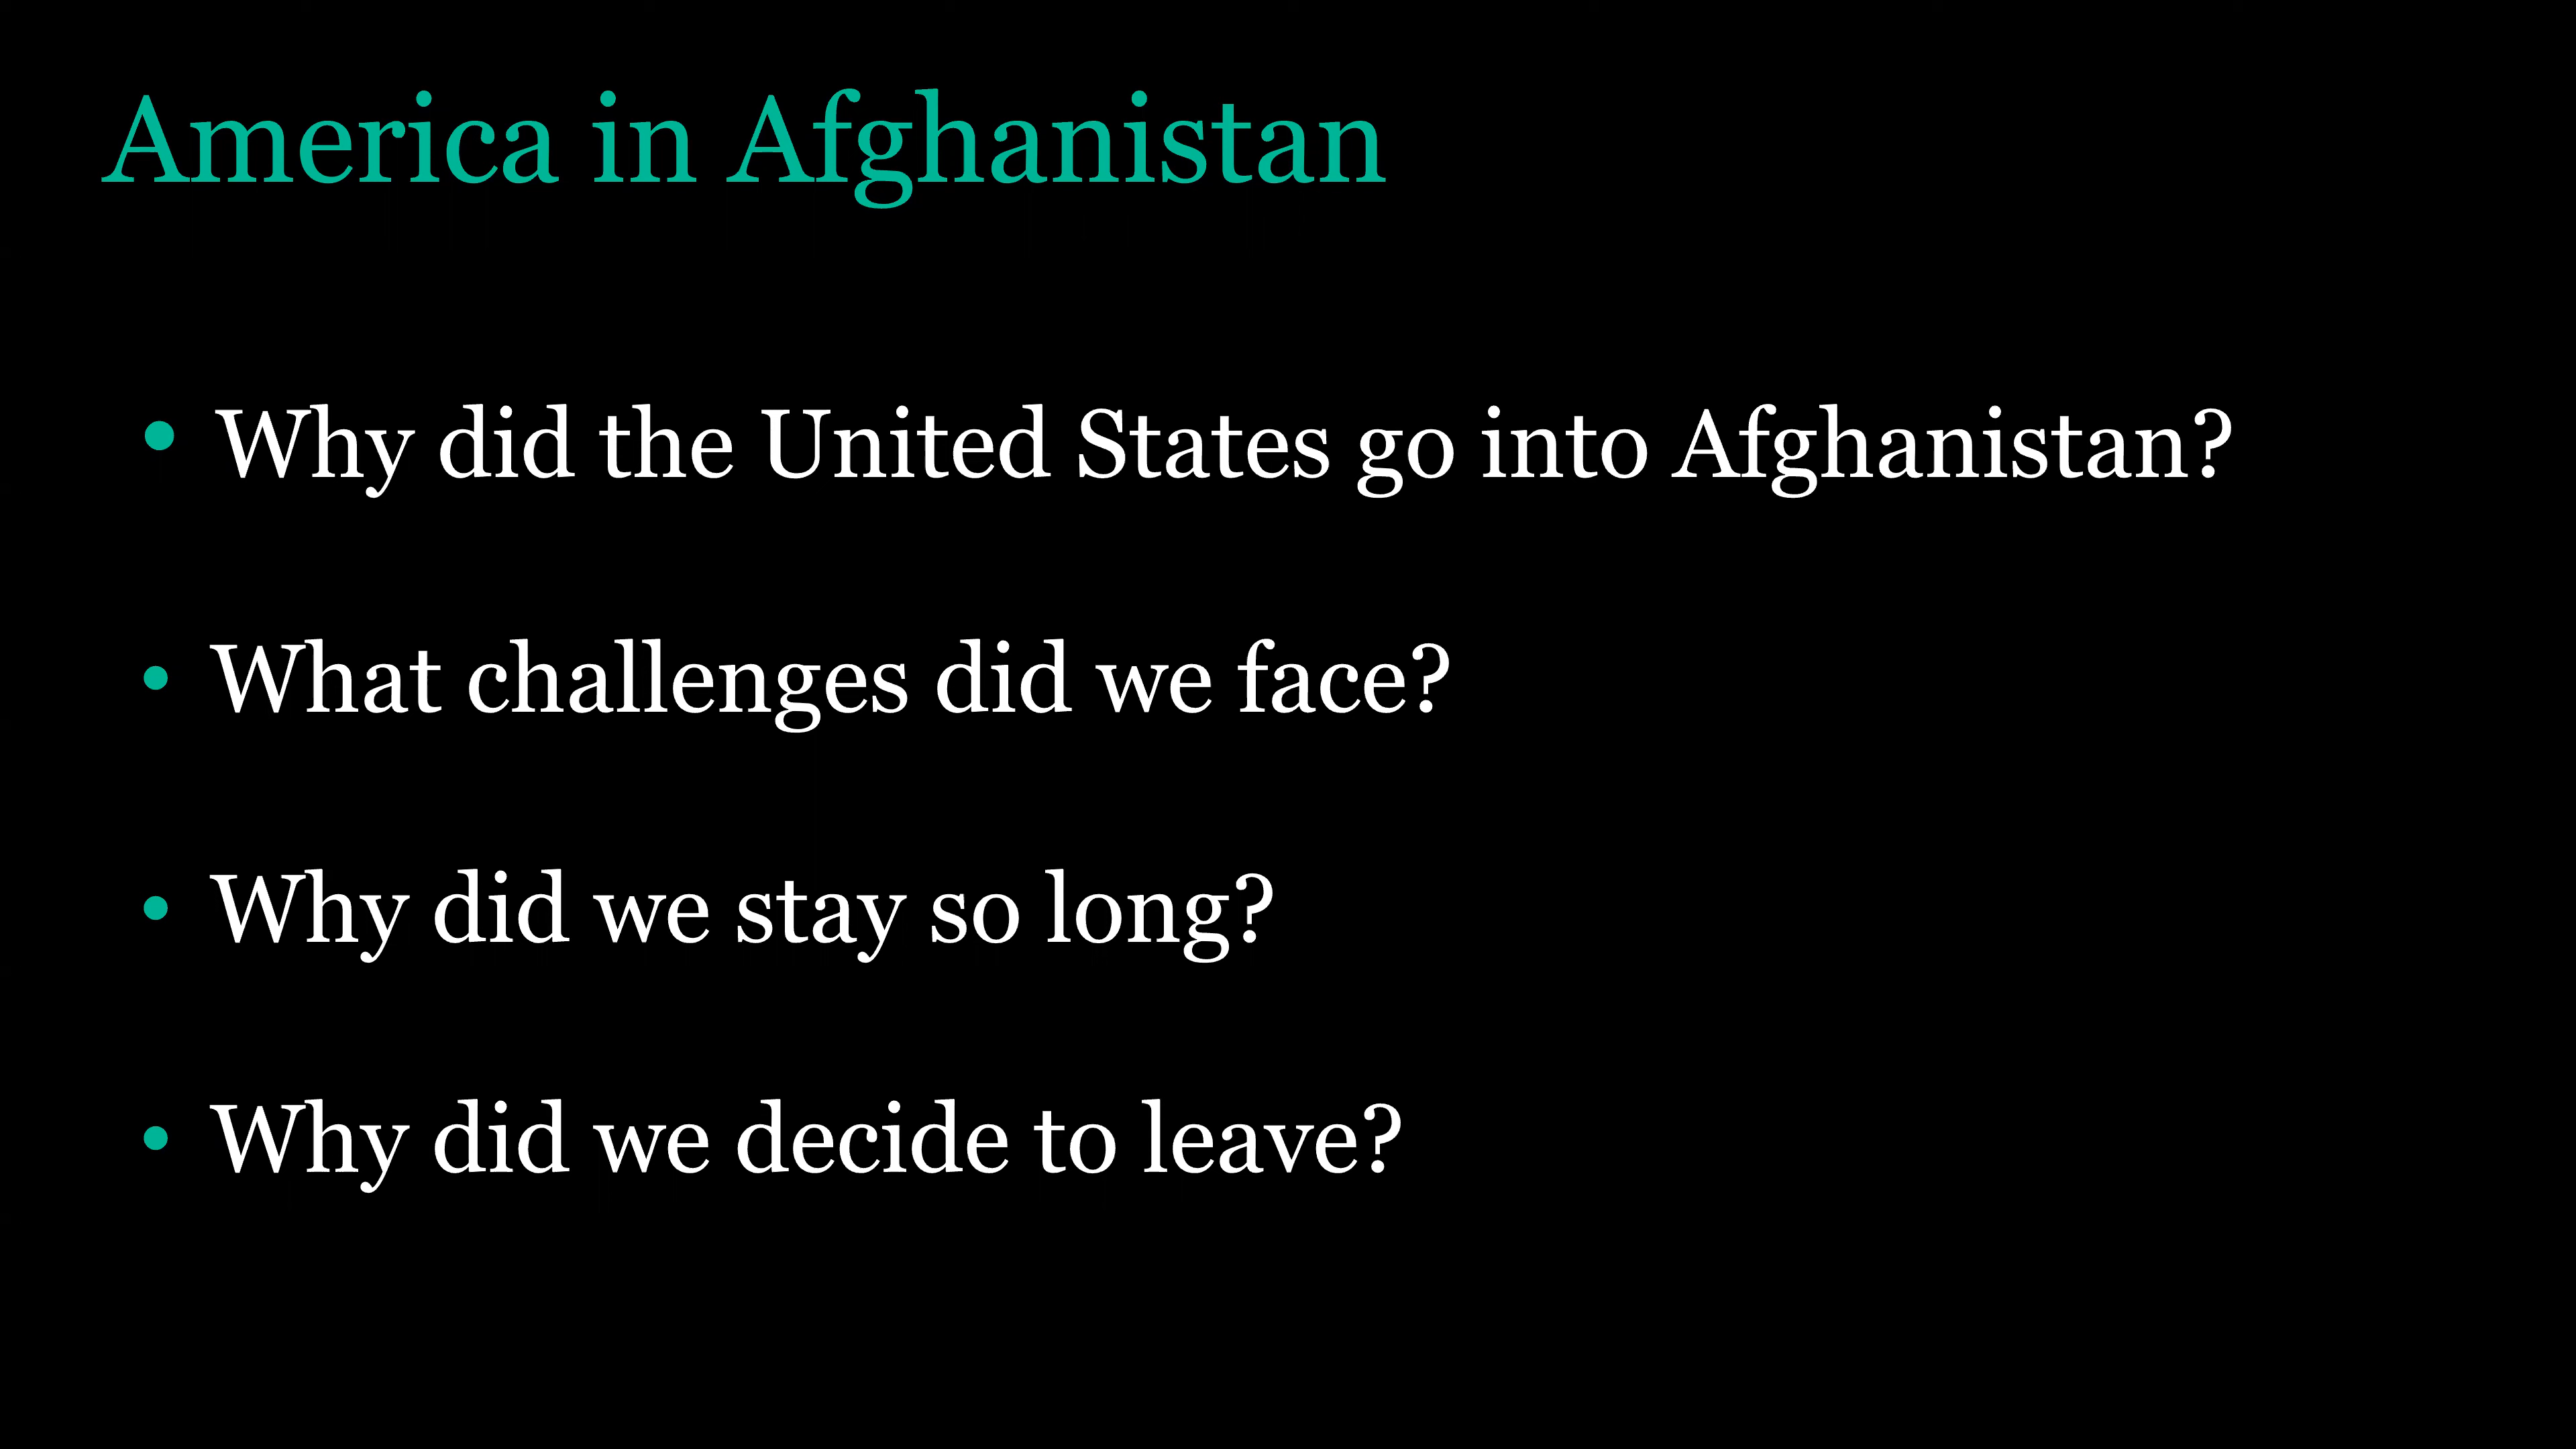 America in Afghanistan
• Why did the United States go into Afghanistan?
• What challenges did we face?
• Why did we stay so long?
• Why did we decide to leave?